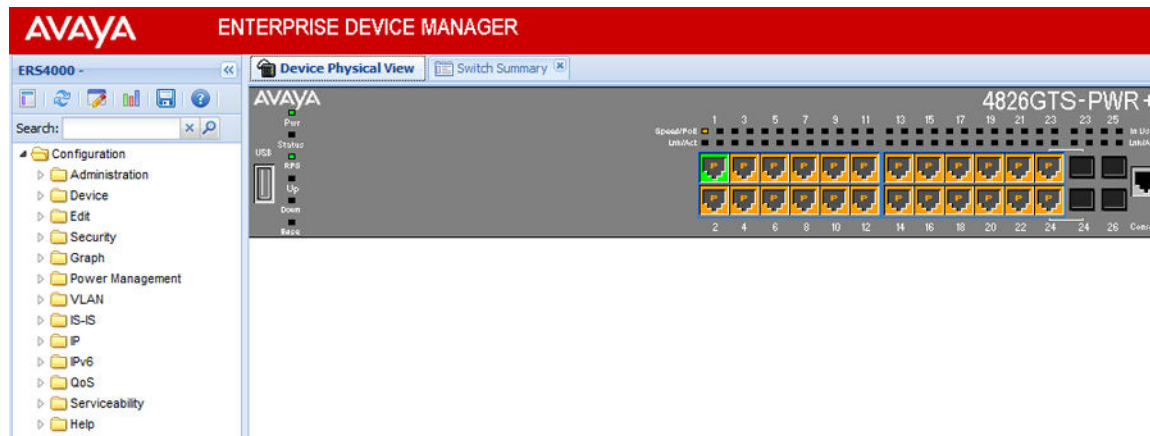 AVAYA ENTERPRISE DEVICE MANAGER
ERS4000 -
Device Physical View
Switch Summary
Search:
Configuration
Administration
Device
Edit
Security
Graph
Power Management
VLAN
IS-IS
IP
IPv6
QoS
Serviceability
Help
AVAYA
4826GTS-PWR+
Pwr
Status
USB
RPS
Up
Down
Base
1 3 5 7 9 11 13 15 17 19 21 23 23 25
Speed/PoE
Lnk/Act
P P P P P P P P P P P P
P P P P P P P P P P P P
2 4 6 8 10 12 14 16 18 20 22 24 24 26